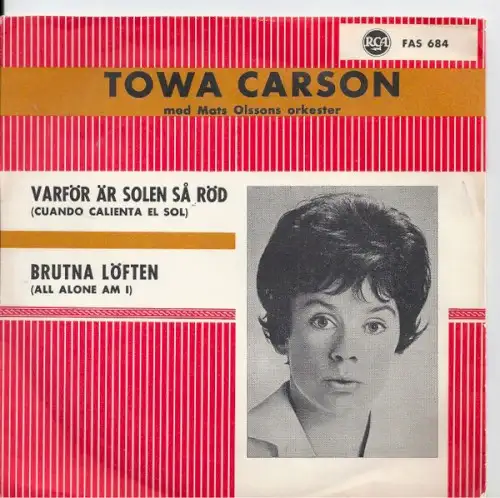 RCA FAS 684
TOWA CARSON
med Mats Olssons orkester
VARFÖR ÄR SOLEN SÅ RÖD
(CUANDO CALIENTA EL SOL)
BRUTNA LÖFTEN
(ALL ALONE AM I)